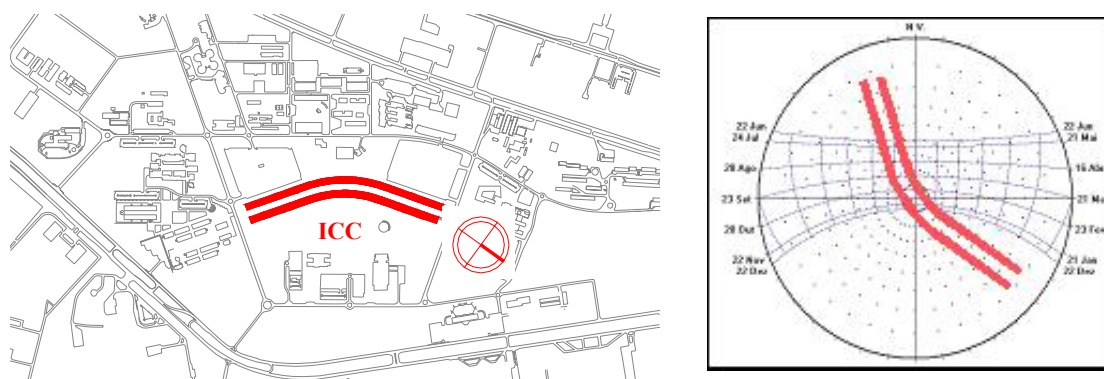 ICC
N.V.
22 Jun
24 Jul
28 Ago
23 Set
20 Out
22 Nov
22 Dez
22 Jun
21 Mai
16 Abr
21 Mar
23 Fev
21 Jan
22 Dez